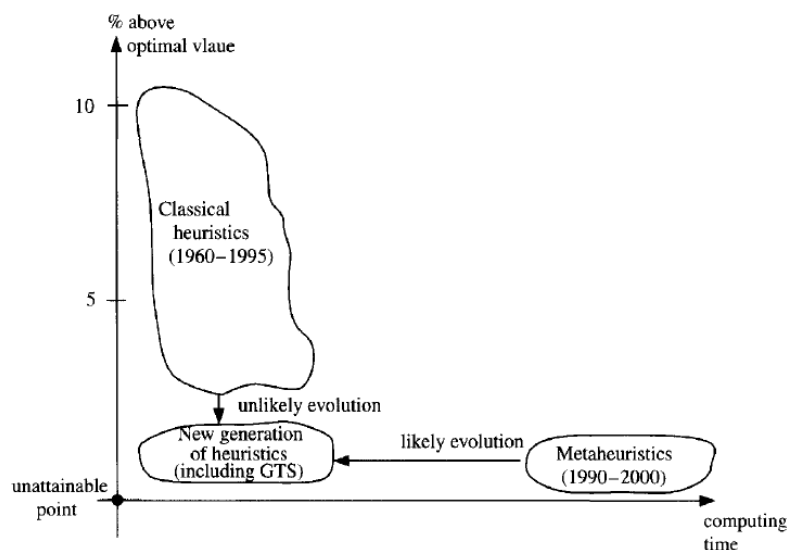 % above
optimal vlaue
10
Classical
heuristics
(1960–1995)
5
unlikely evolution
New generation
of heuristics
(including GTS)
likely evolution
Metaheuristics
(1990–2000)
unattainable
point
computing
time